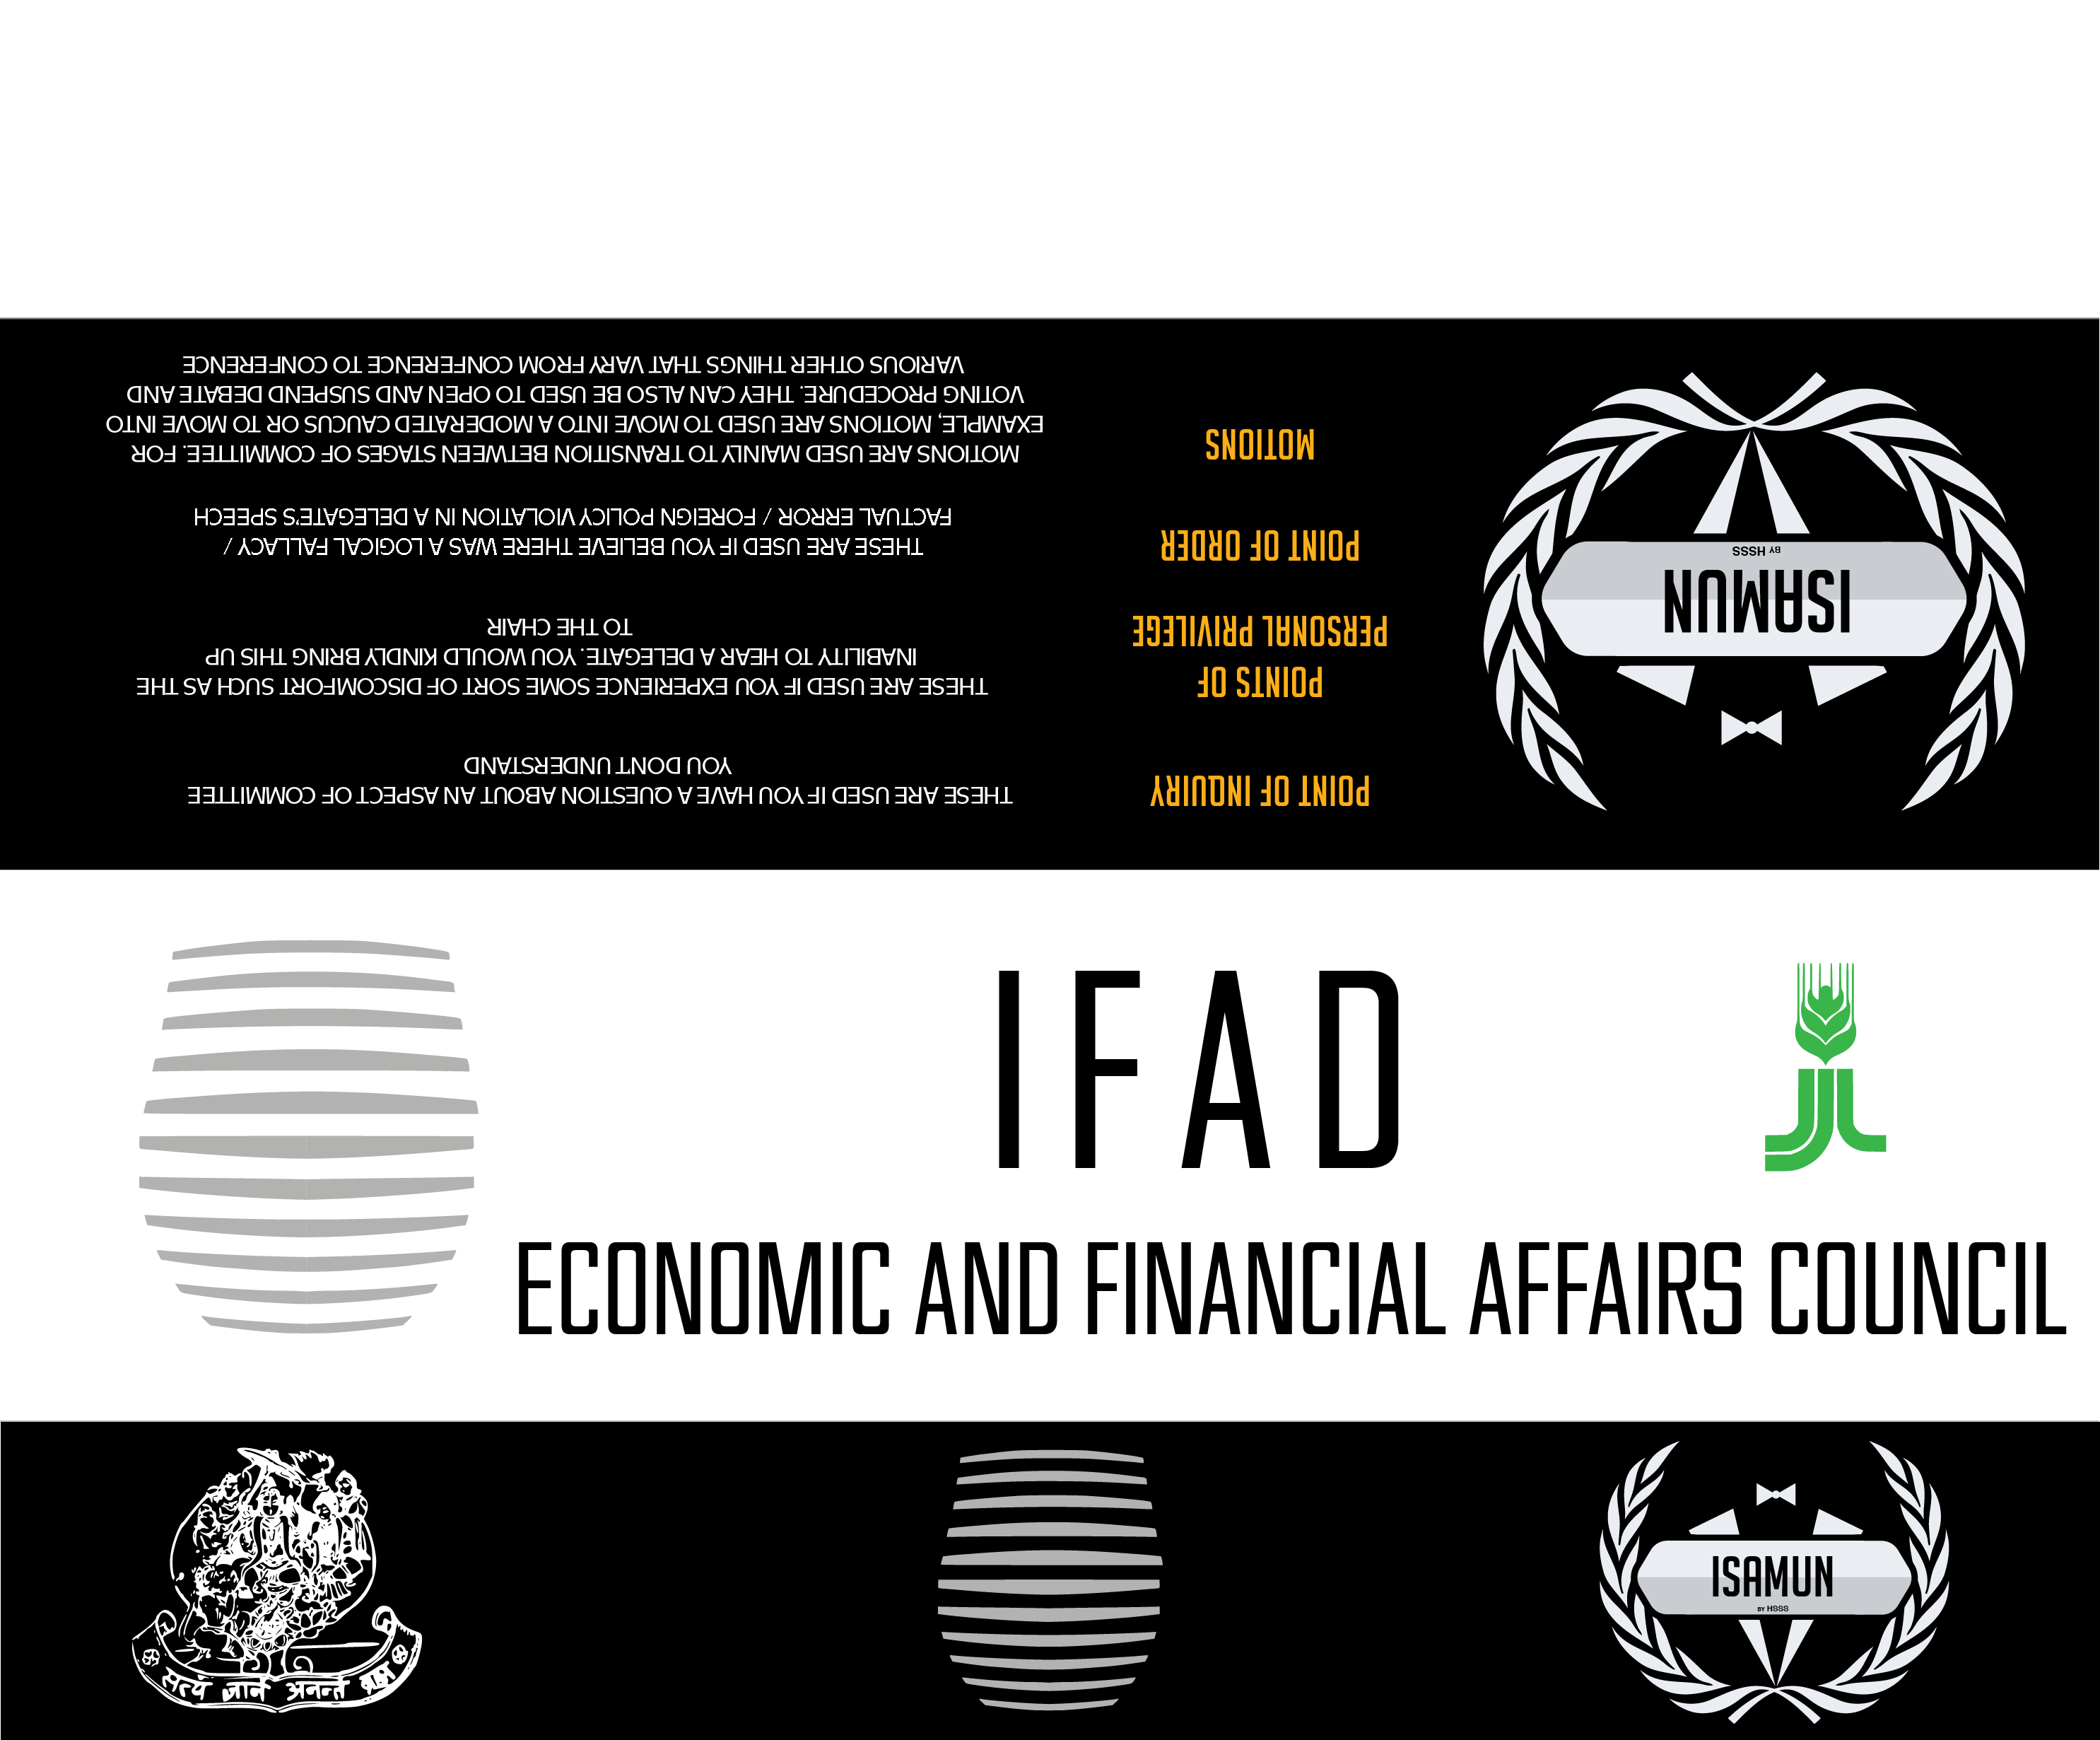 POINT OF INQUIRY
THESE ARE USED IF YOU HAVE A QUESTION ABOUT AN ASPECT OF COMMITTEE
YOU DON'T UNDERSTAND
POINTS OF
PERSONAL PRIVILEGE
THESE ARE USED IF YOU EXPERIENCE SOME SORT OF DISCOMFORT SUCH AS THE
INABILITY TO HEAR A DELEGATE. YOU WOULD KINDLY BRING THIS UP
TO THE CHAIR
POINT OF ORDER
THESE ARE USED IF YOU BELIEVE THERE WAS A LOGICAL FALLACY /
FACTUAL ERROR / FOREIGN POLICY VIOLATION IN A DELEGATE'S SPEECH
MOTIONS
MOTIONS ARE USED MAINLY TO TRANSITION BETWEEN STAGES OF COMMITTEE. FOR
EXAMPLE, MOTIONS ARE USED TO MOVE INTO A MODERATED CAUCUS OR TO MOVE INTO
VOTING PROCEDURE. THEY CAN ALSO BE USED TO OPEN AND SUSPEND DEBATE AND
VARIOUS OTHER THINGS THAT VARY FROM CONFERENCE TO CONFERENCE
ISAMUN
BY HSSS
IFAD
ECONOMIC AND FINANCIAL AFFAIRS COUNCIL
सत्यं ज्ञानं अनन्तं ब्रह्म
ISAMUN
BY HSSS